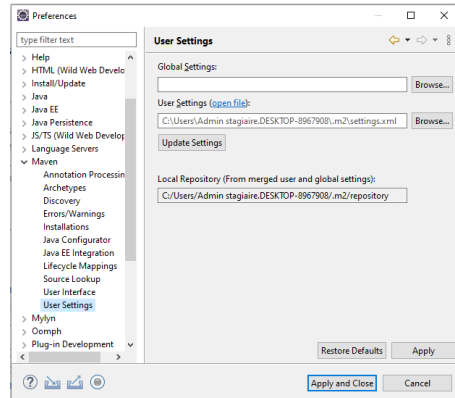 Preferences
type filter text
User Settings
Help
HTML (Wild Web Develo
Install/Update
Java
Java EE
Java Persistence
JS/TS (Wild Web Develop
Language Servers
Maven
Annotation Processin
Archetypes
Discovery
Errors/Warnings
Installations
Java Configurator
Java EE Integration
Lifecycle Mappings
Source Lookup
User Interface
User Settings
Mylyn
Oomph
Plug-in Development
Global Settings:
Browse...
User Settings (open file):
C:\Users\Admin stagiaire.DESKTOP-8967908\.m2\settings.xml
Browse...
Update Settings
Local Repository (From merged user and global settings):
C:/Users/Admin stagiaire.DESKTOP-8967908/.m2/repository
Restore Defaults
Apply
Apply and Close
Cancel